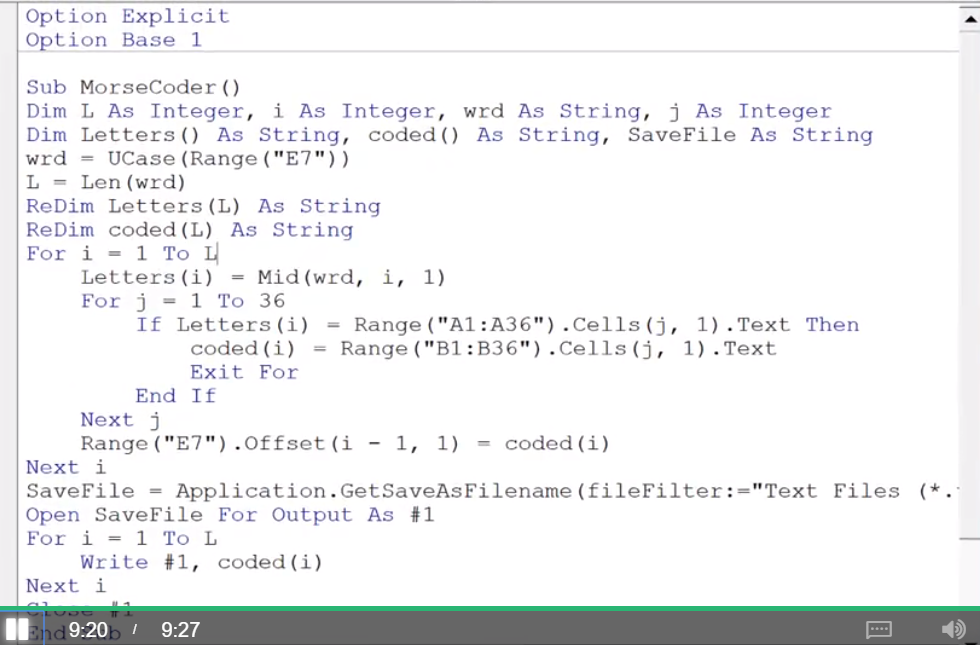 Option Explicit
Option Base 1
Sub MorseCoder()
Dim L As Integer, i As Integer, wrd As String, j As Integer
Dim Letters() As String, coded() As String, SaveFile As String
wrd = UCase(Range("E7"))
L = Len(wrd)
ReDim Letters(L) As String
ReDim coded(L) As String
For i = 1 To L
    Letters(i) = Mid(wrd, i, 1)
    For j = 1 To 36
        If Letters(i) = Range("A1:A36").Cells(j, 1).Text Then
            coded(i) = Range("B1:B36").Cells(j, 1).Text
            Exit For
        End If
    Next j
    Range("E7").Offset(i - 1, 1) = coded(i)
Next i
SaveFile = Application.GetSaveAsFilename(fileFilter:="Text Files (*.
Open SaveFile For Output As #1
For i = 1 To L
    Write #1, coded(i)
Next i
Close #1
End Sub
9:20 / 9:27